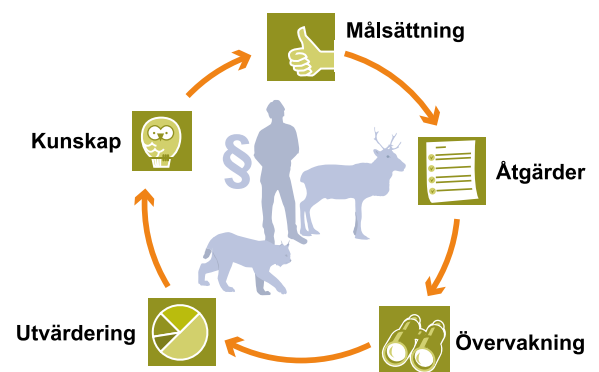 Målsättning
Kunskap
§
Åtgärder
Utvärdering
Övervakning